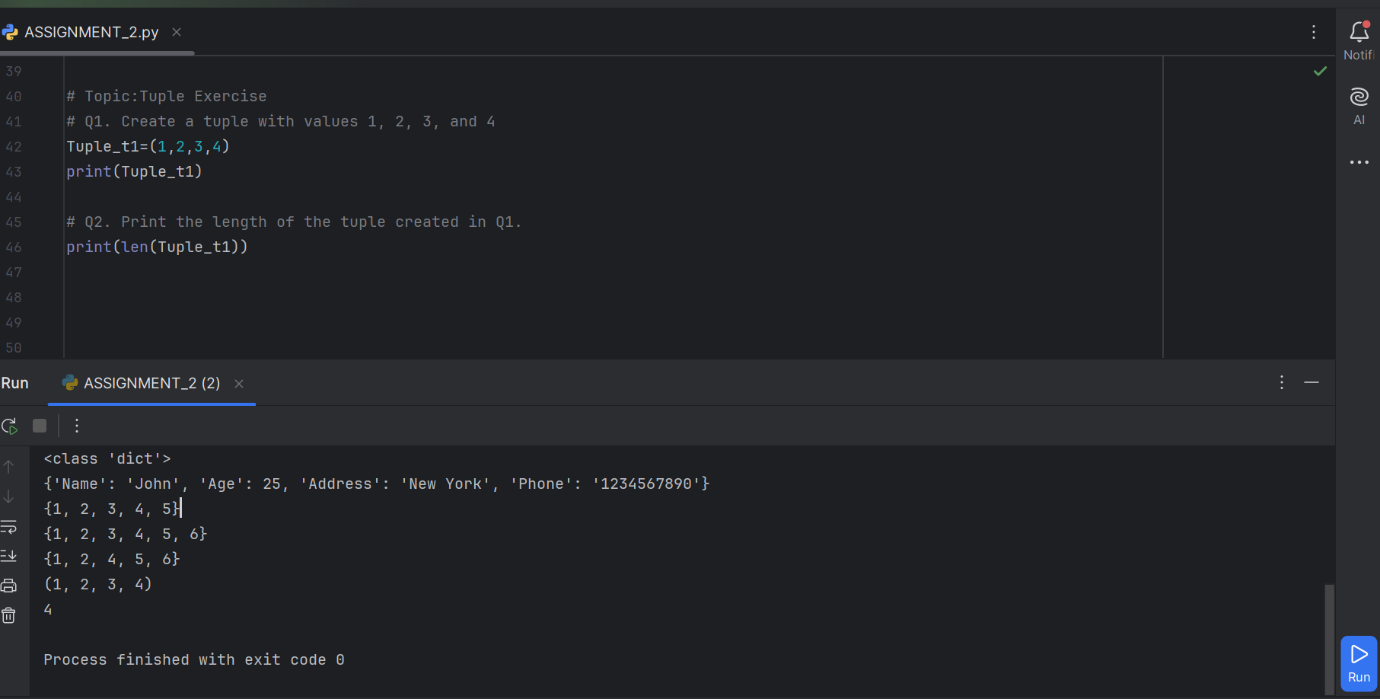 ASSIGNMENT_2.py
Notifi
AI
39
40 # Topic:Tuple Exercise
41 # Q1. Create a tuple with values 1, 2, 3, and 4
42 Tuple_t1=(1,2,3,4)
43 print(Tuple_t1)
44
45 # Q2. Print the length of the tuple created in Q1.
46 print(len(Tuple_t1))
47
48
49
50
Run ASSIGNMENT_2 (2)
<class 'dict'>
{'Name': 'John', 'Age': 25, 'Address': 'New York', 'Phone': '1234567890'}
{1, 2, 3, 4, 5}
{1, 2, 3, 4, 5, 6}
{1, 2, 4, 5, 6}
(1, 2, 3, 4)
4
Process finished with exit code 0
Run